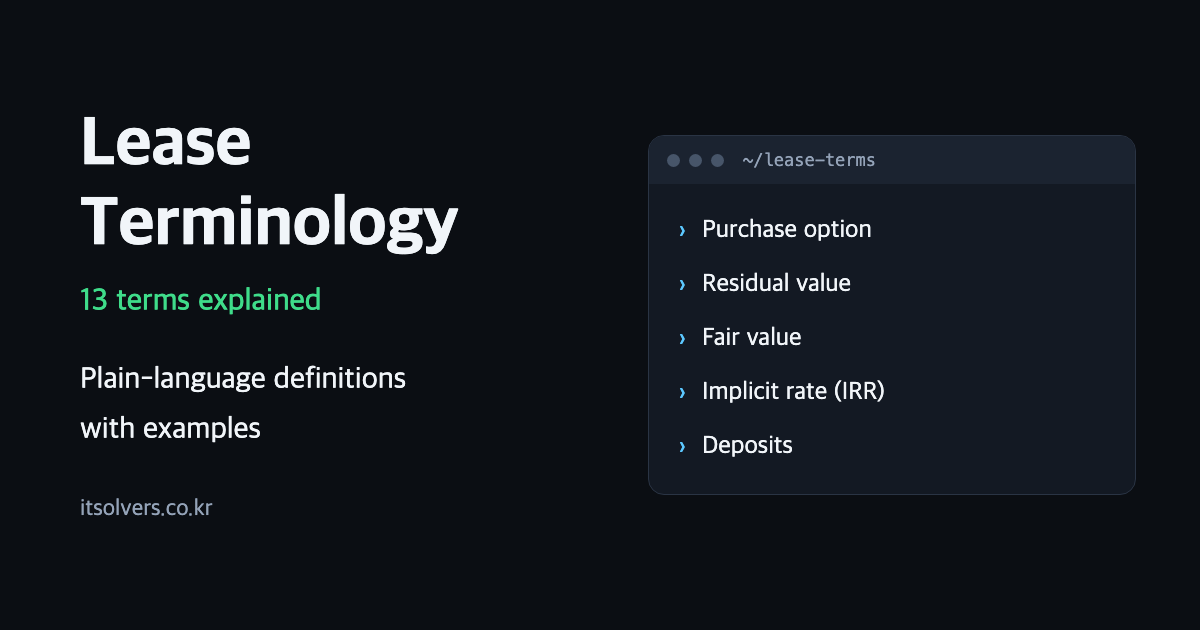 Lease
Terminology
13 terms explained
Plain-language definitions
with examples
itsolvers.co.kr
~/lease-terms
› Purchase option
› Residual value
› Fair value
› Implicit rate (IRR)
› Deposits